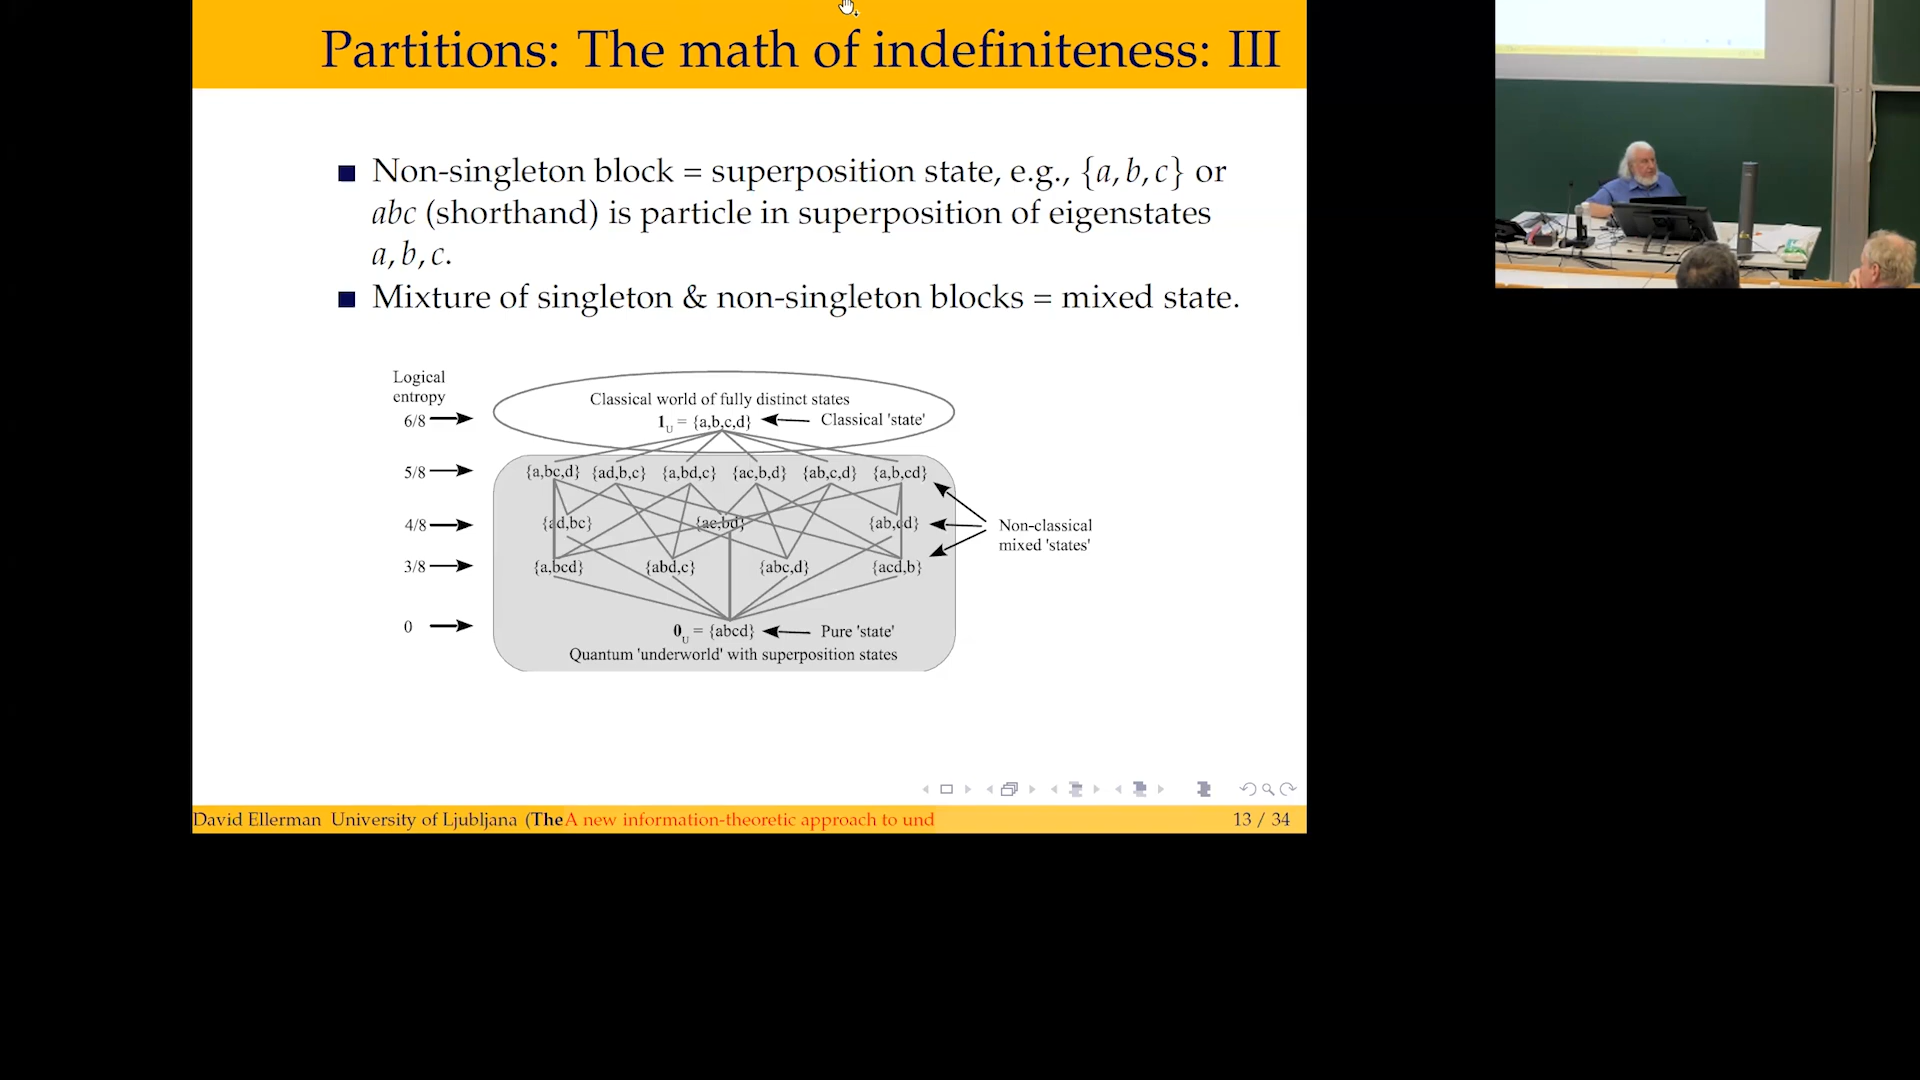 Partitions: The math of indefiniteness: III
■ Non-singleton block = superposition state, e.g., {a, b, c} or
abc (shorthand) is particle in superposition of eigenstates
a, b, c.
■ Mixture of singleton & non-singleton blocks = mixed state.
Logical
entropy
Classical world of fully distinct states
6/8
1U = {a,b,c,d}
Classical 'state'
5/8
{a,bc,d} {ad,b,c} {a,bd,c} {ac,b,d} {ab,c,d} {a,b,cd}
4/8
{ad,bc} {ac,bd} {ab,cd}
Non-classical
mixed 'states'
3/8
{a,bcd} {abd,c} {abc,d} {acd,b}
0
0U = {abcd}
Pure 'state'
Quantum 'underworld' with superposition states
David Ellerman University of Ljubljana (TheA new information-theoretic approach to und
13 / 34